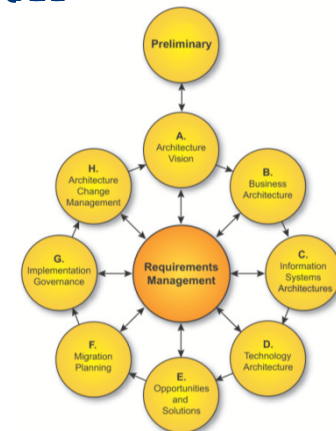 Preliminary
A.
Architecture
Vision
B.
Business
Architecture
C.
Information
Systems
Architectures
D.
Technology
Architecture
E.
Opportunities
and
Solutions
F.
Migration
Planning
G.
Implementation
Governance
H.
Architecture
Change
Management
Requirements
Management